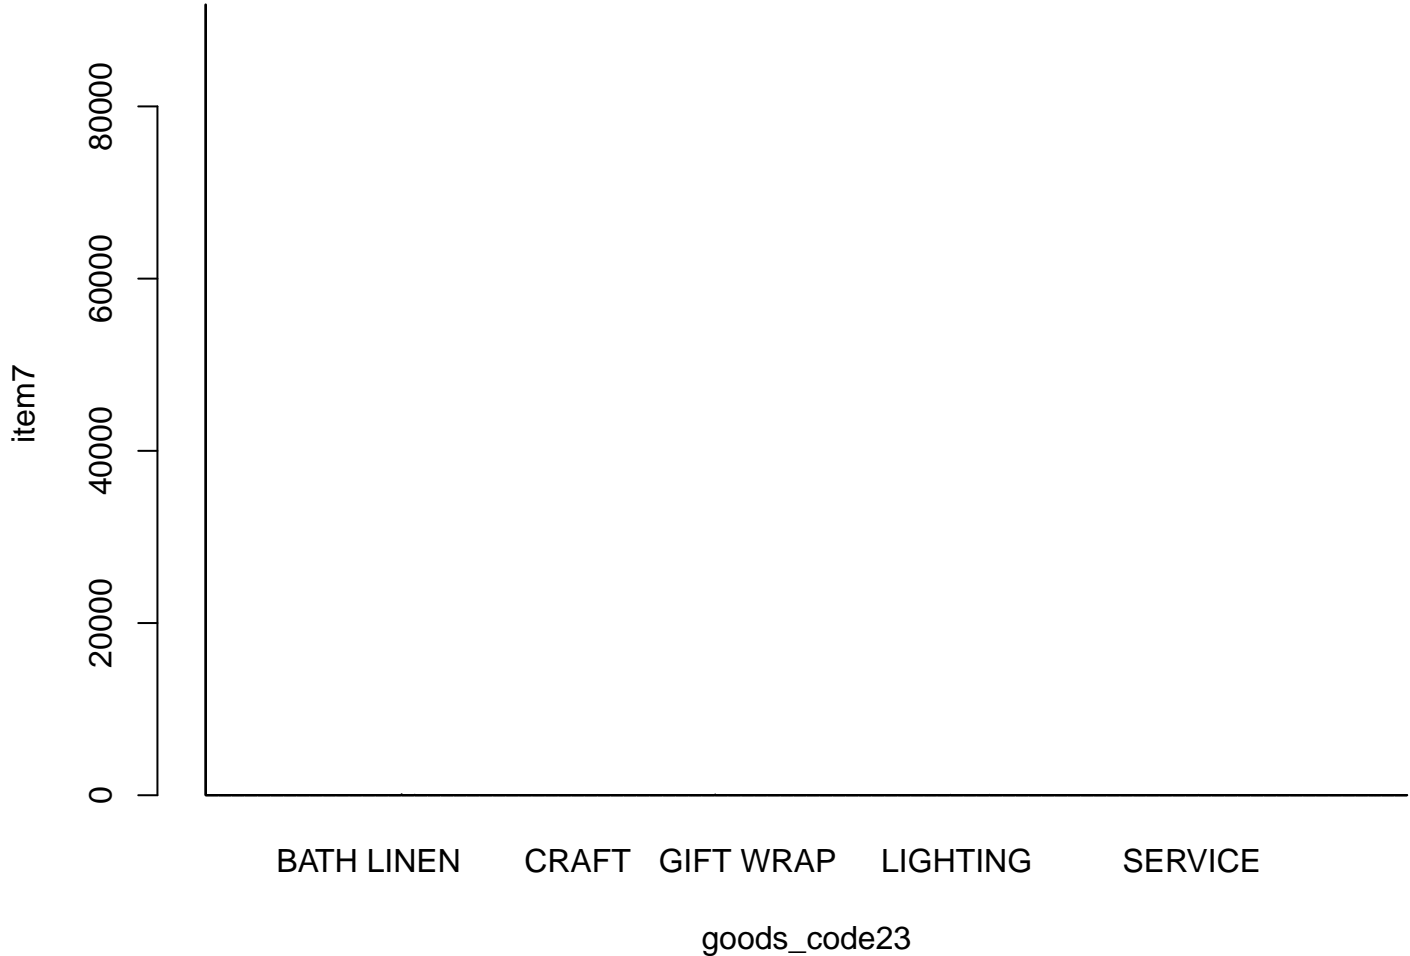 80000
60000
40000
20000
0
item7
BATH LINEN CRAFT GIFT WRAP LIGHTING SERVICE
goods_code23